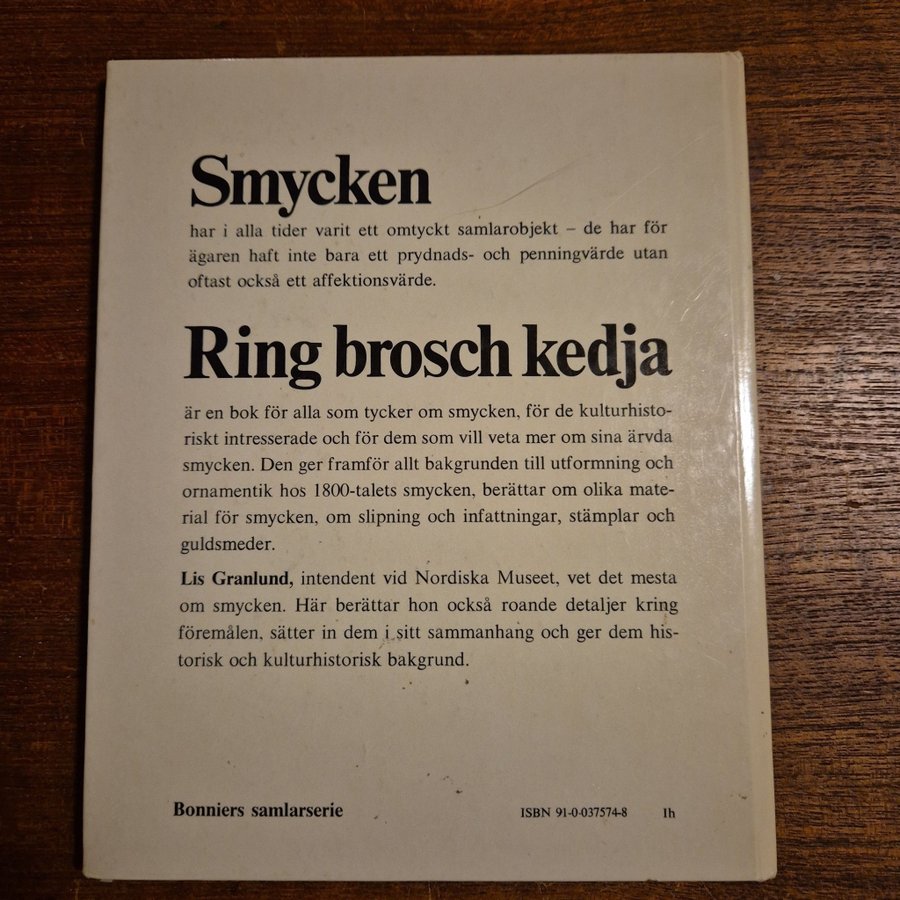 Smycken
har i alla tider varit ett omtyckt samlarobjekt – de har för
ägaren haft inte bara ett prydnads- och penningvärde utan
oftast också ett affektionsvärde.
Ring brosch kedja
är en bok för alla som tycker om smycken, för de kulturhisto-
riskt intresserade och för dem som vill veta mer om sina ärvda
smycken. Den ger framför allt bakgrunden till utformning och
ornamentik hos 1800-talets smycken, berättar om olika mate-
rial för smycken, om slipning och infattningar, stämplar och
guldsmeder.
Lis Granlund, intendent vid Nordiska Museet, vet det mesta
om smycken. Här berättar hon också roande detaljer kring
föremålen, sätter in dem i sitt sammanhang och ger dem his-
torisk och kulturhistorisk bakgrund.
Bonniers samlarserie ISBN 91-0-037574-8 Ih